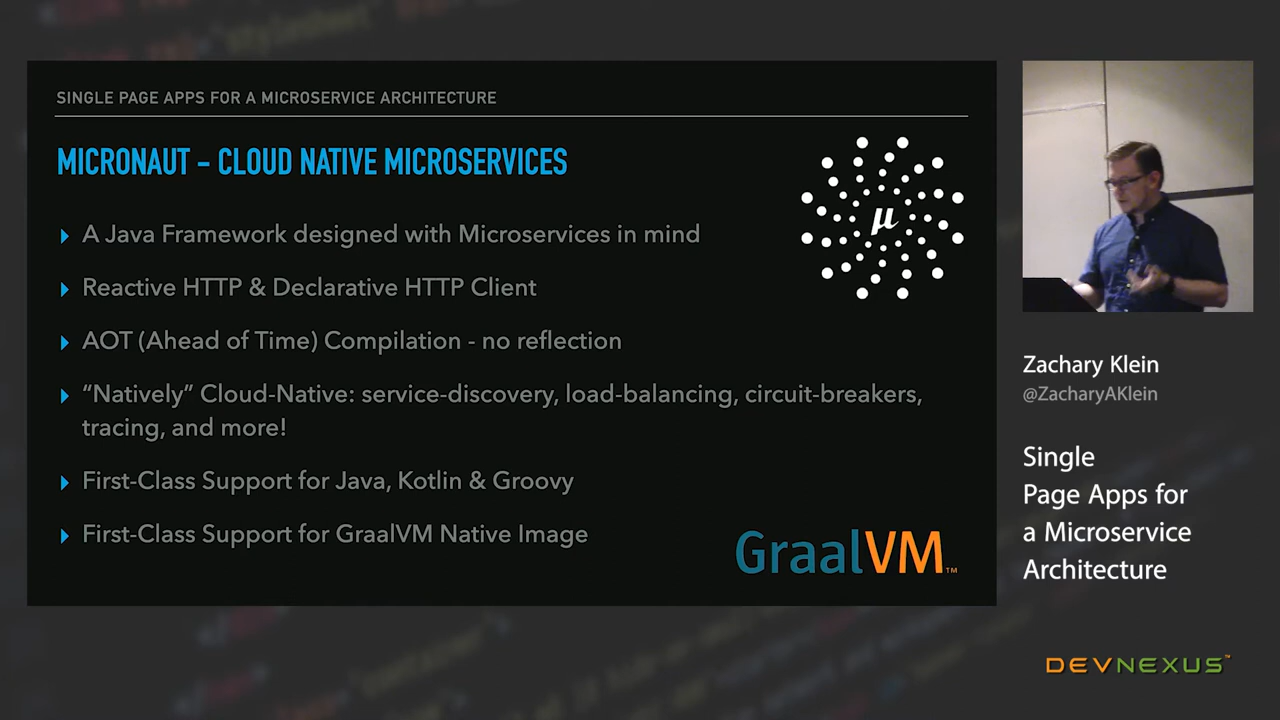 SINGLE PAGE APPS FOR A MICROSERVICE ARCHITECTURE
MICRONAUT - CLOUD NATIVE MICROSERVICES
µ
A Java Framework designed with Microservices in mind
Reactive HTTP & Declarative HTTP Client
AOT (Ahead of Time) Compilation - no reflection
“Natively” Cloud-Native: service-discovery, load-balancing, circuit-breakers,
tracing, and more!
First-Class Support for Java, Kotlin & Groovy
First-Class Support for GraalVM Native Image
GraalVM™
Zachary Klein
@ZacharyAKlein
Single
Page Apps for
a Microservice
Architecture
DEVNEXUS™